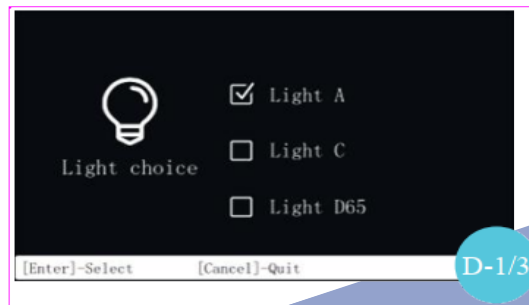 Light A
Light C
Light choice
Light D65
[Enter]-Select [Cancel]-Quit
D-1/3